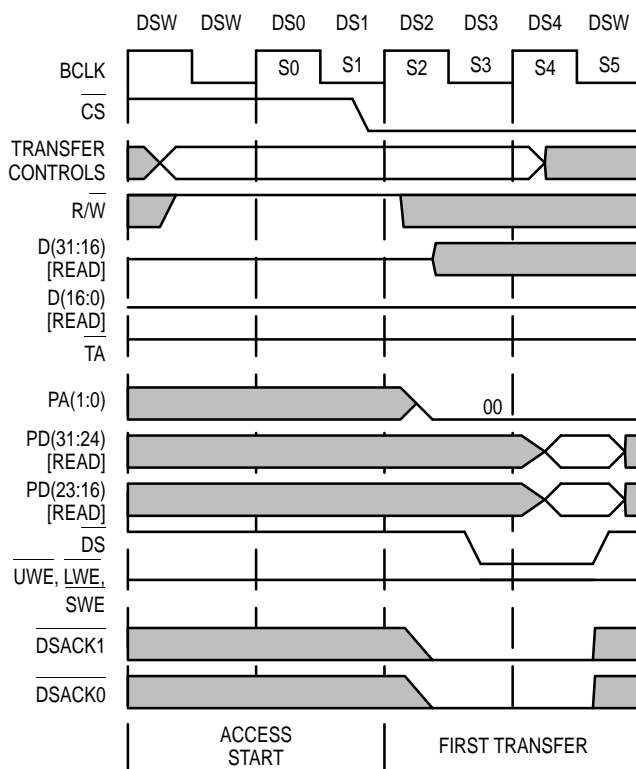 DSW DSW DS0 DS1 DS2 DS3 DS4 DSW
BCLK S0 S1 S2 S3 S4 S5
CS
TRANSFER
CONTROLS
R/W
D(31:16)
[READ]
D(16:0)
[READ]
TA
PA(1:0) 00
PD(31:24)
[READ]
PD(23:16)
[READ]
DS
UWE, LWE,
SWE
DSACK1
DSACK0
ACCESS
START
FIRST TRANSFER